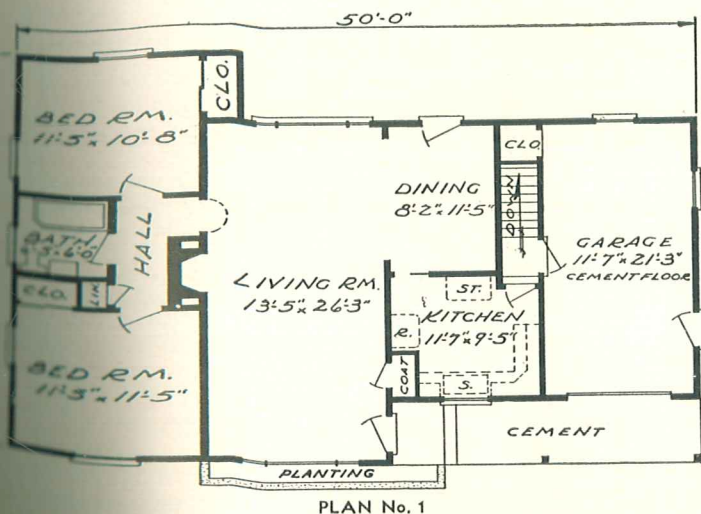 50'-0"
CLO.
BED RM.
11'-5" x 10'-8"
CLO.
DINING
8'-2" x 11'-5"
DOWN
GARAGE
11'-7" x 21'-3"
CEMENT FLOOR
BATH
HALL
CLO.
LIN.
LIVING RM.
13'-5" x 26'-3"
ST.
KITCHEN
11'-7" x 9'-5"
R.
COAT
S.
BED RM.
11'-5" x 11'-5"
CEMENT
PLANTING
PLAN No. 1